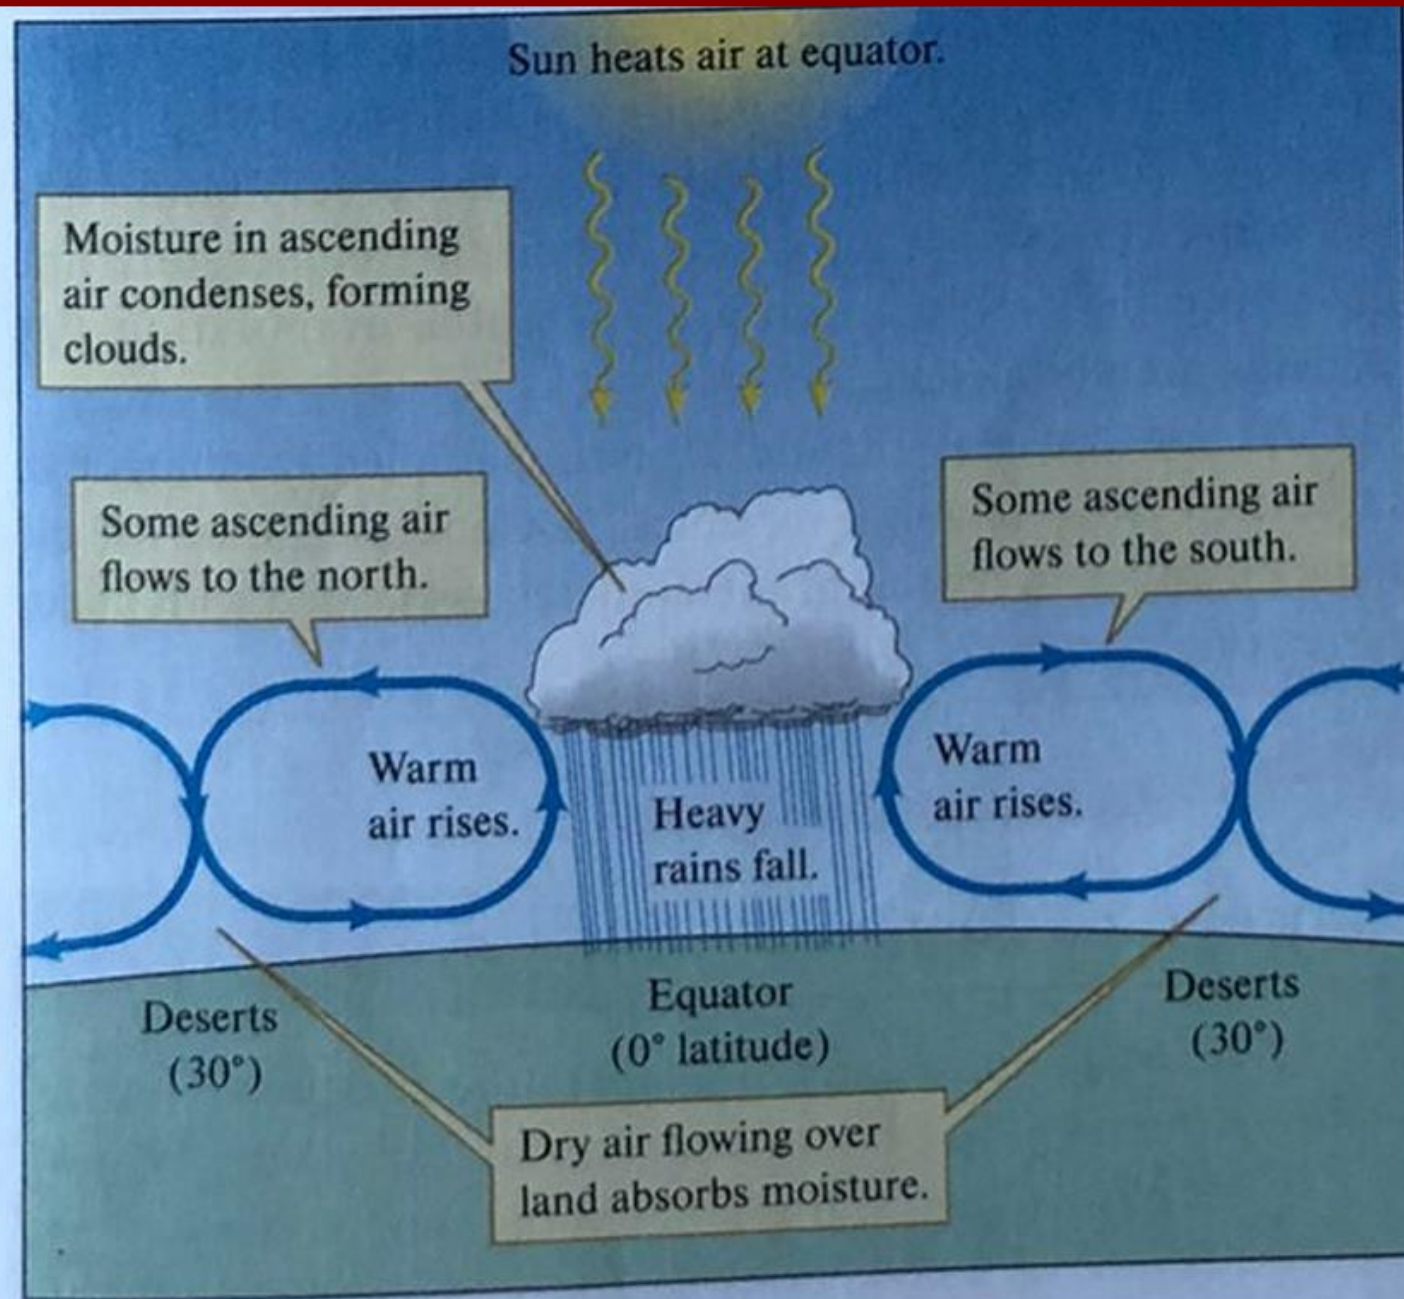 Sun heats air at equator.
Moisture in ascending
air condenses, forming
clouds.
Some ascending air
flows to the north.
Some ascending air
flows to the south.
Warm
air rises.
Heavy
rains fall.
Warm
air rises.
Deserts
(30°)
Equator
(0° latitude)
Deserts
(30°)
Dry air flowing over
land absorbs moisture.